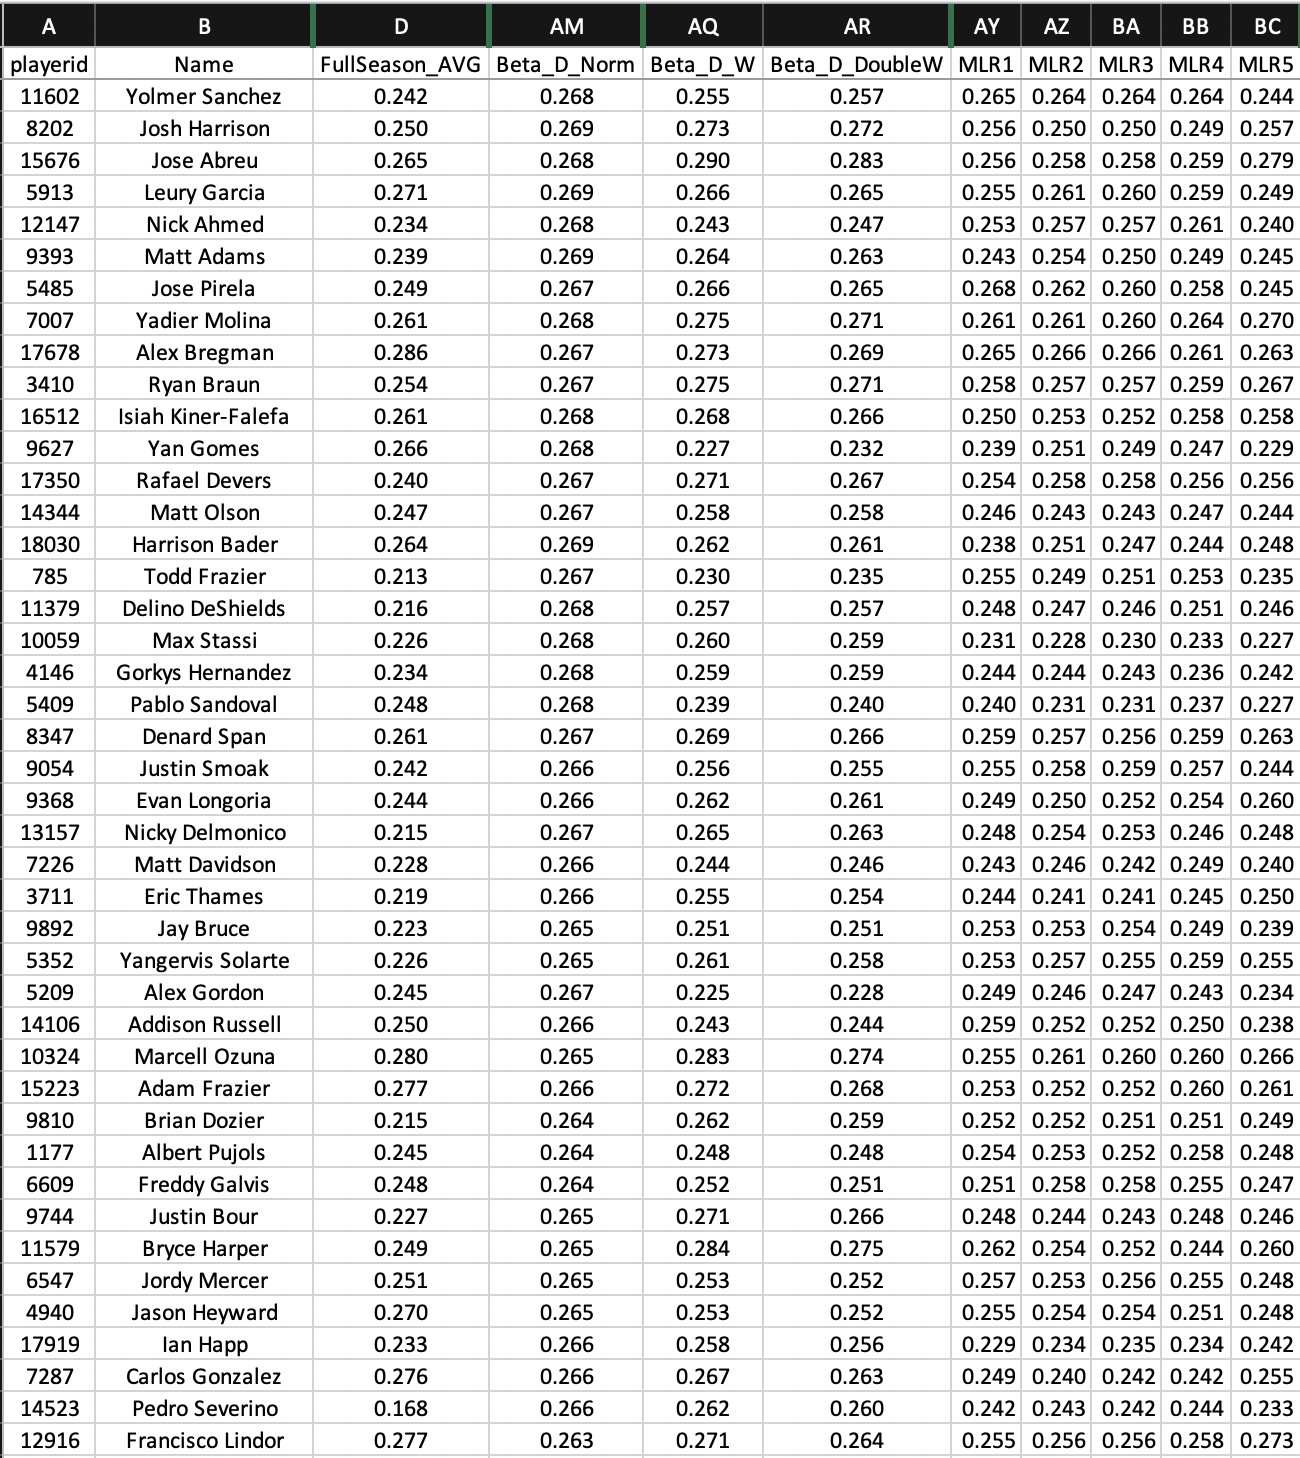 A B D AM AQ AR AY AZ BA BB BC
playerid Name FullSeason_AVG Beta_D_Norm Beta_D_W Beta_D_DoubleW MLR1 MLR2 MLR3 MLR4 MLR5
11602 Yolmer Sanchez 0.242 0.268 0.255 0.257 0.265 0.264 0.264 0.264 0.244
8202 Josh Harrison 0.250 0.269 0.273 0.272 0.256 0.250 0.250 0.249 0.257
15676 Jose Abreu 0.265 0.268 0.290 0.283 0.256 0.258 0.258 0.259 0.279
5913 Leury Garcia 0.271 0.269 0.266 0.265 0.255 0.261 0.260 0.259 0.249
12147 Nick Ahmed 0.234 0.268 0.243 0.247 0.253 0.257 0.257 0.261 0.240
9393 Matt Adams 0.239 0.269 0.264 0.263 0.243 0.254 0.250 0.249 0.245
5485 Jose Pirela 0.249 0.267 0.266 0.265 0.268 0.262 0.260 0.258 0.245
7007 Yadier Molina 0.261 0.268 0.275 0.271 0.261 0.261 0.260 0.264 0.270
17678 Alex Bregman 0.286 0.267 0.273 0.269 0.265 0.266 0.266 0.261 0.263
3410 Ryan Braun 0.254 0.267 0.275 0.271 0.258 0.257 0.257 0.259 0.267
16512 Isiah Kiner-Falefa 0.261 0.268 0.268 0.266 0.250 0.253 0.252 0.258 0.258
9627 Yan Gomes 0.266 0.268 0.227 0.232 0.239 0.251 0.249 0.247 0.229
17350 Rafael Devers 0.240 0.267 0.271 0.267 0.254 0.258 0.258 0.256 0.256
14344 Matt Olson 0.247 0.267 0.258 0.258 0.246 0.243 0.243 0.247 0.244
18030 Harrison Bader 0.264 0.269 0.262 0.261 0.238 0.251 0.247 0.244 0.248
785 Todd Frazier 0.213 0.267 0.230 0.235 0.255 0.249 0.251 0.253 0.235
11379 Delino DeShields 0.216 0.268 0.257 0.257 0.248 0.247 0.246 0.251 0.246
10059 Max Stassi 0.226 0.268 0.260 0.259 0.231 0.228 0.230 0.233 0.227
4146 Gorkys Hernandez 0.234 0.268 0.259 0.259 0.244 0.244 0.243 0.236 0.242
5409 Pablo Sandoval 0.248 0.268 0.239 0.240 0.240 0.231 0.231 0.237 0.227
8347 Denard Span 0.261 0.267 0.269 0.266 0.259 0.257 0.256 0.259 0.263
9054 Justin Smoak 0.242 0.266 0.256 0.255 0.255 0.258 0.259 0.257 0.244
9368 Evan Longoria 0.244 0.266 0.262 0.261 0.249 0.250 0.252 0.254 0.260
13157 Nicky Delmonico 0.215 0.267 0.265 0.263 0.248 0.254 0.253 0.246 0.248
7226 Matt Davidson 0.228 0.266 0.244 0.246 0.243 0.246 0.242 0.249 0.240
3711 Eric Thames 0.219 0.266 0.255 0.254 0.244 0.241 0.241 0.245 0.250
9892 Jay Bruce 0.223 0.265 0.251 0.251 0.253 0.253 0.254 0.249 0.239
5352 Yangervis Solarte 0.226 0.265 0.261 0.258 0.253 0.257 0.255 0.259 0.255
5209 Alex Gordon 0.245 0.267 0.225 0.228 0.249 0.246 0.247 0.243 0.234
14106 Addison Russell 0.250 0.266 0.243 0.244 0.259 0.252 0.252 0.250 0.238
10324 Marcell Ozuna 0.280 0.265 0.283 0.274 0.255 0.261 0.260 0.260 0.266
15223 Adam Frazier 0.277 0.266 0.272 0.268 0.253 0.252 0.252 0.260 0.261
9810 Brian Dozier 0.215 0.264 0.262 0.259 0.252 0.252 0.251 0.251 0.249
1177 Albert Pujols 0.245 0.264 0.248 0.248 0.254 0.253 0.252 0.258 0.248
6609 Freddy Galvis 0.248 0.264 0.252 0.251 0.251 0.258 0.258 0.255 0.247
9744 Justin Bour 0.227 0.265 0.271 0.266 0.248 0.244 0.243 0.248 0.246
11579 Bryce Harper 0.249 0.265 0.284 0.275 0.262 0.254 0.252 0.244 0.260
6547 Jordy Mercer 0.251 0.265 0.253 0.252 0.257 0.253 0.256 0.255 0.248
4940 Jason Heyward 0.270 0.265 0.253 0.252 0.255 0.254 0.254 0.251 0.248
17919 Ian Happ 0.233 0.266 0.258 0.256 0.229 0.234 0.235 0.234 0.242
7287 Carlos Gonzalez 0.276 0.266 0.267 0.263 0.249 0.240 0.242 0.242 0.255
14523 Pedro Severino 0.168 0.266 0.262 0.260 0.242 0.243 0.242 0.244 0.233
12916 Francisco Lindor 0.277 0.263 0.271 0.264 0.255 0.256 0.256 0.258 0.273